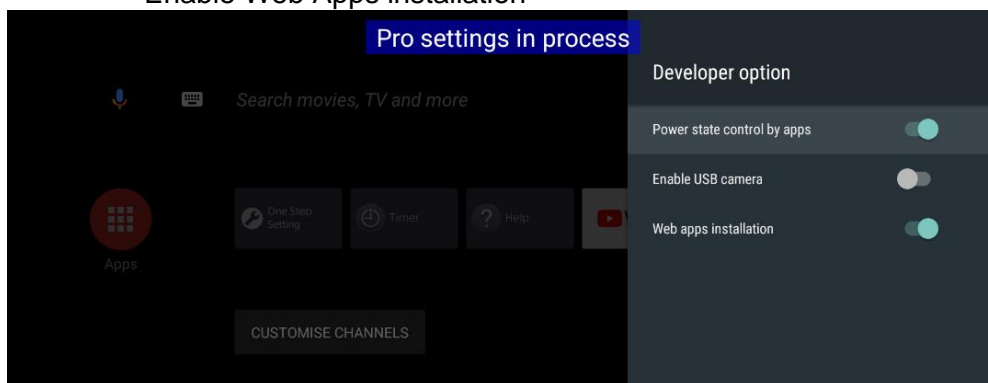 Enable Web Apps installation
Pro settings in process
Developer option
Search movies, TV and more
Power state control by apps
Enable USB camera
One Step
Setting
Timer
Help
Web apps installation
Apps
CUSTOMISE CHANNELS